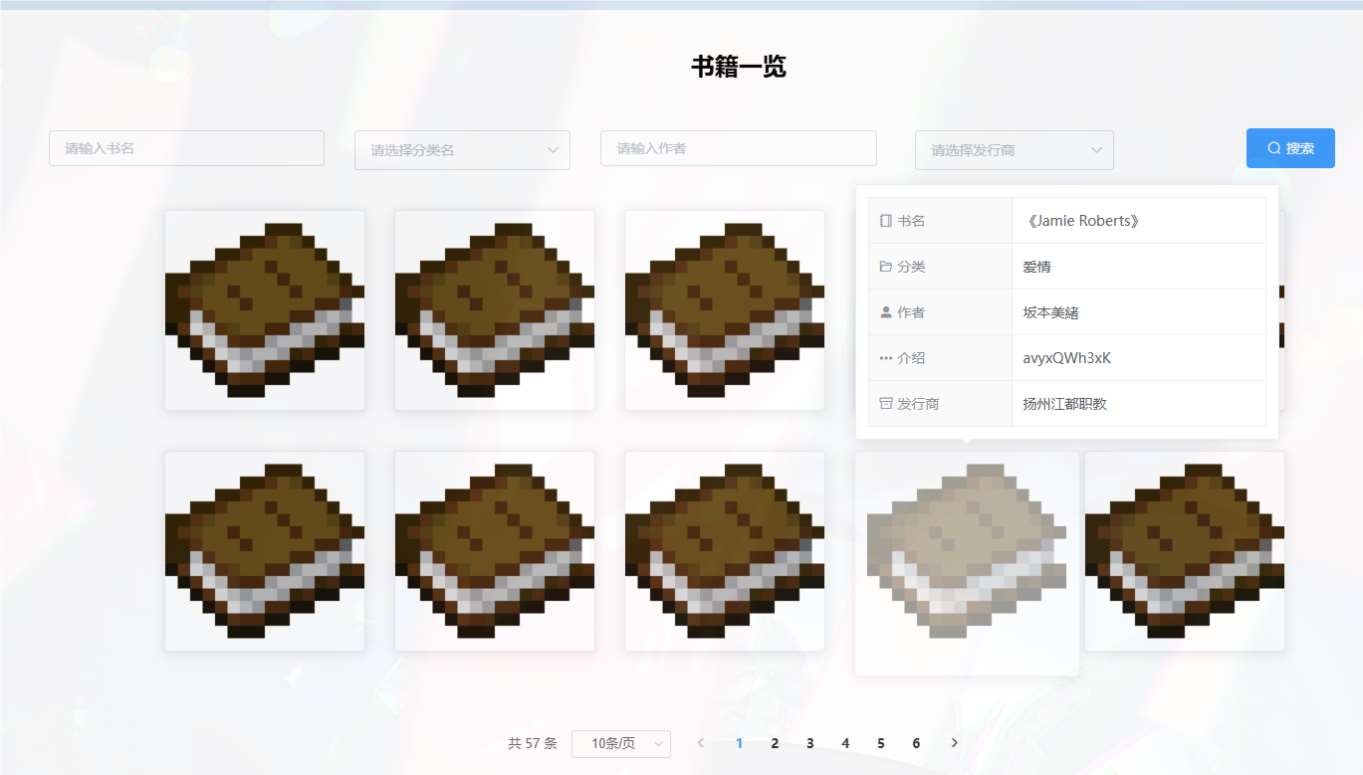 书籍一览
请输入书名 请选择分类名 请输入作者 请选择发行商 搜索
书名 《Jamie Roberts》
分类 爱情
作者 坂本美緒
介绍 avyxQWh3xK
发行商 扬州江都职教
共 57 条 10条/页 1 2 3 4 5 6